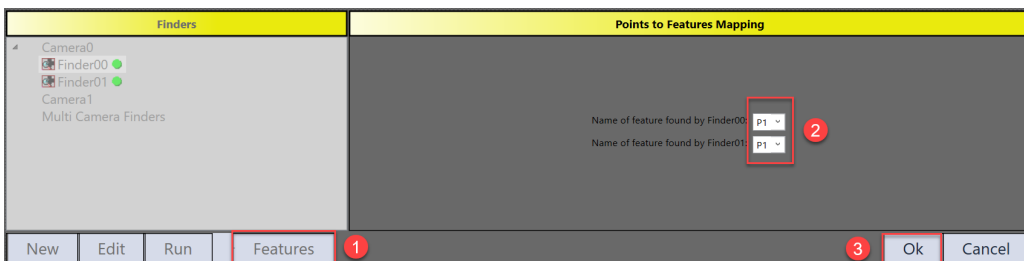 Finders
Points to Features Mapping
Camera0
Finder00
Finder01
Camera1
Multi Camera Finders
Name of feature found by Finder00: P1
Name of feature found by Finder01: P1
2
New Edit Run Features 1 3 Ok Cancel